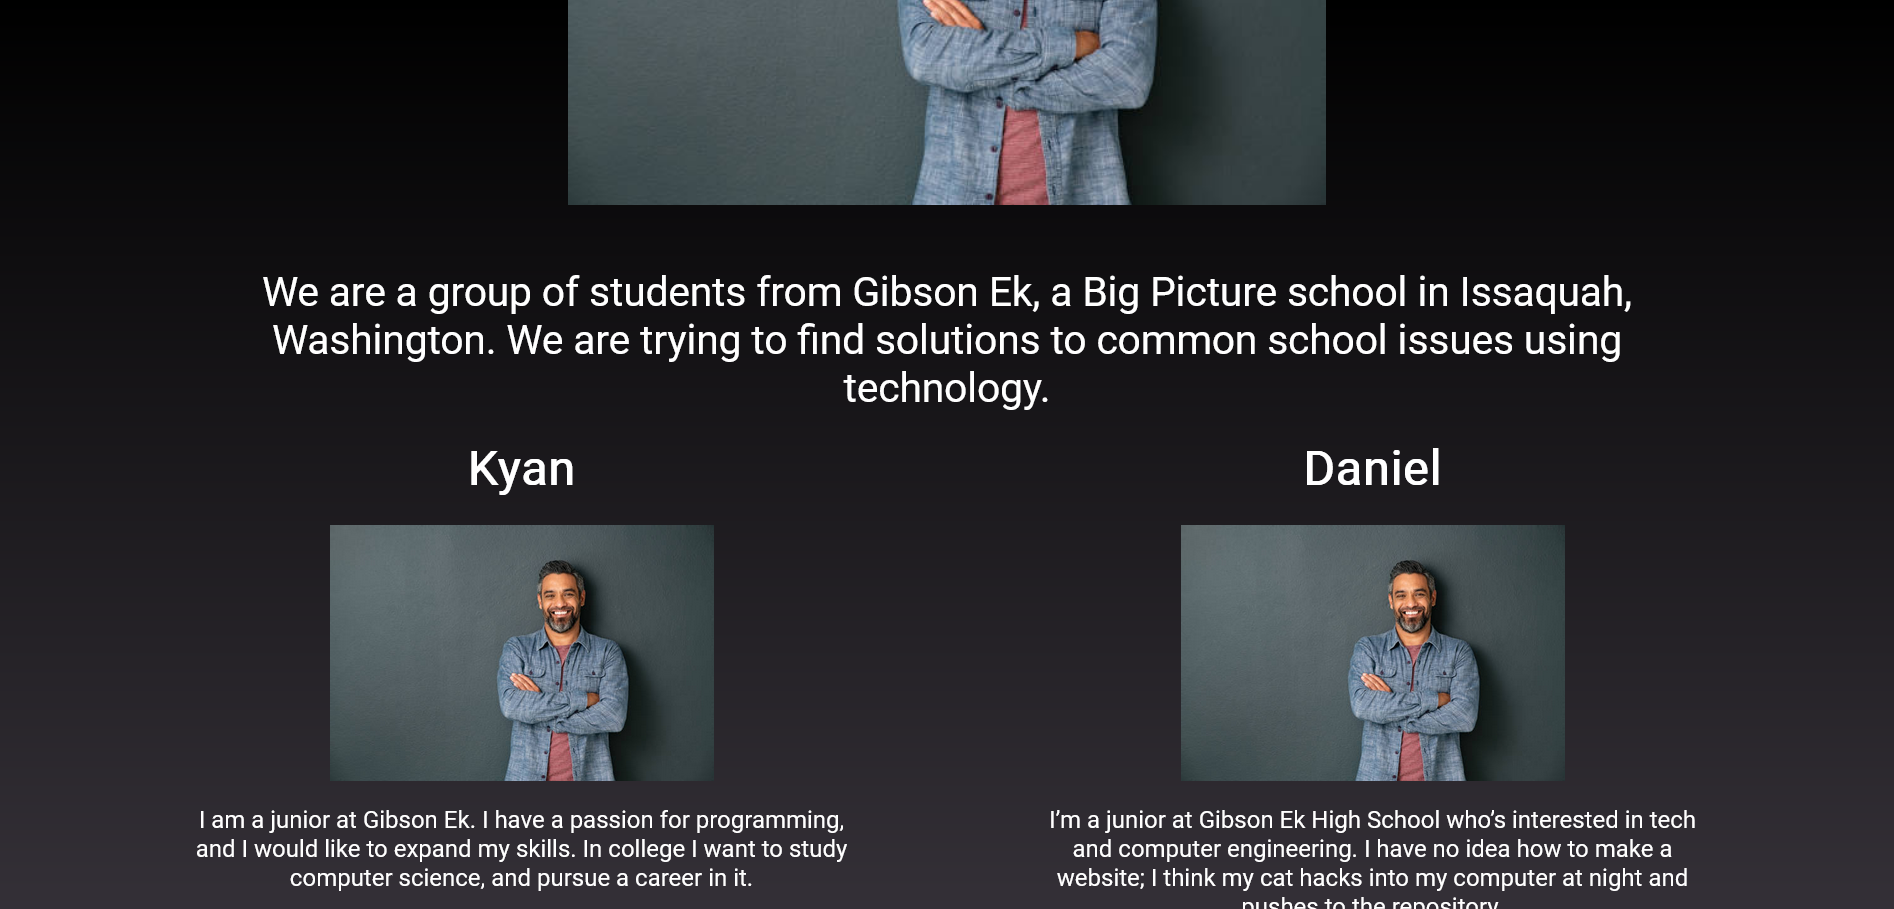 We are a group of students from Gibson Ek, a Big Picture school in Issaquah,
Washington. We are trying to find solutions to common school issues using
technology.
Kyan
Daniel
I am a junior at Gibson Ek. I have a passion for programming,
and I would like to expand my skills. In college I want to study
computer science, and pursue a career in it.
I’m a junior at Gibson Ek High School who’s interested in tech
and computer engineering. I have no idea how to make a
website; I think my cat hacks into my computer at night and
pushes to the repository.